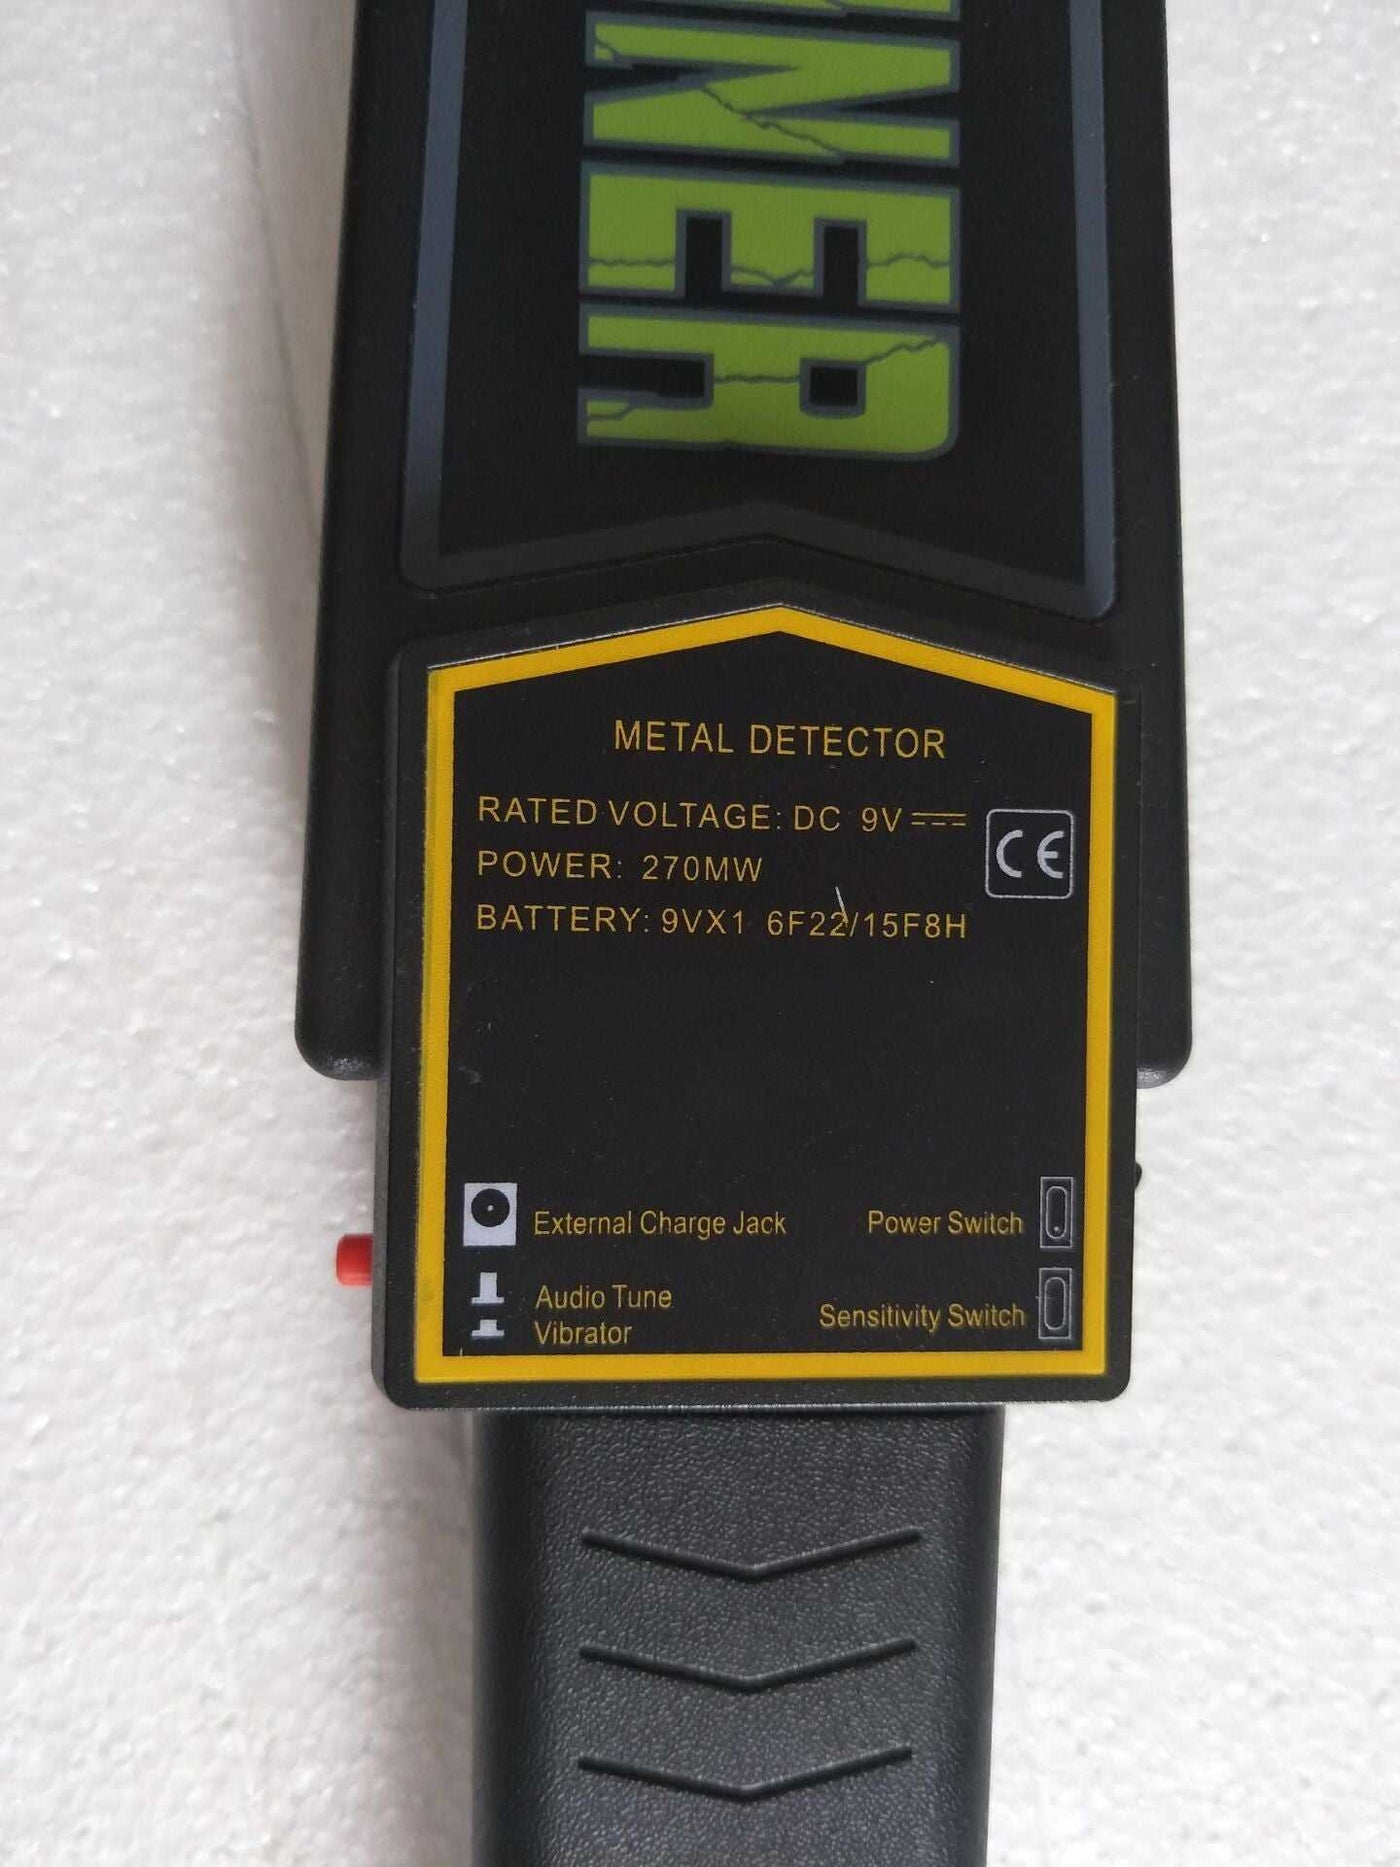 NER
METAL DETECTOR
RATED VOLTAGE: DC 9V
POWER: 270MW
BATTERY: 9VX1 6F22/15F8H
CE
External Charge Jack
Power Switch
Audio Tune
Vibrator
Sensitivity Switch